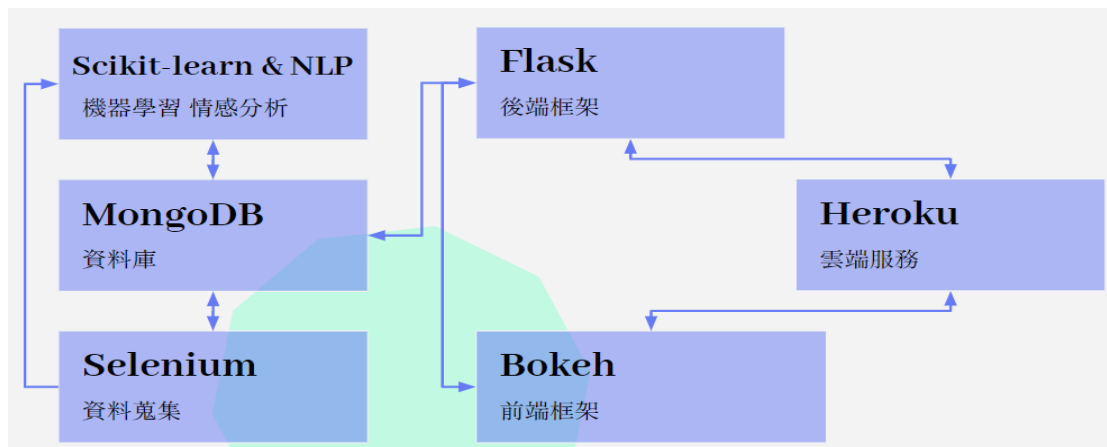 Scikit-learn & NLP
機器學習 情感分析
MongoDB
資料庫
Selenium
資料蒐集
Flask
後端框架
Bokeh
前端框架
Heroku
雲端服務